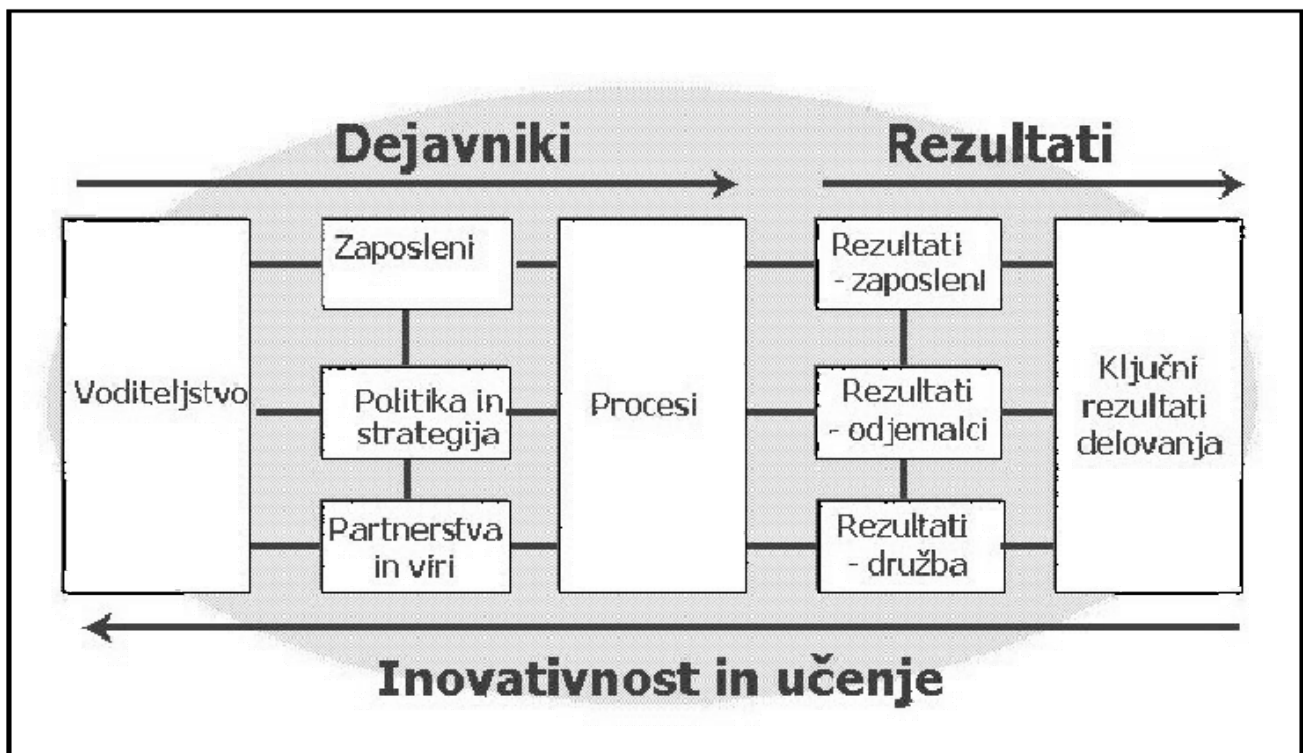 Dejavniki
Rezultati
Voditeljstvo
Zaposleni
Politika in
strategija
Partnerstva
in viri
Procesi
Rezultati
- zaposleni
Rezultati
- odjemalci
Rezultati
- družba
Ključni
rezultati
delovanja
Inovativnost in učenje